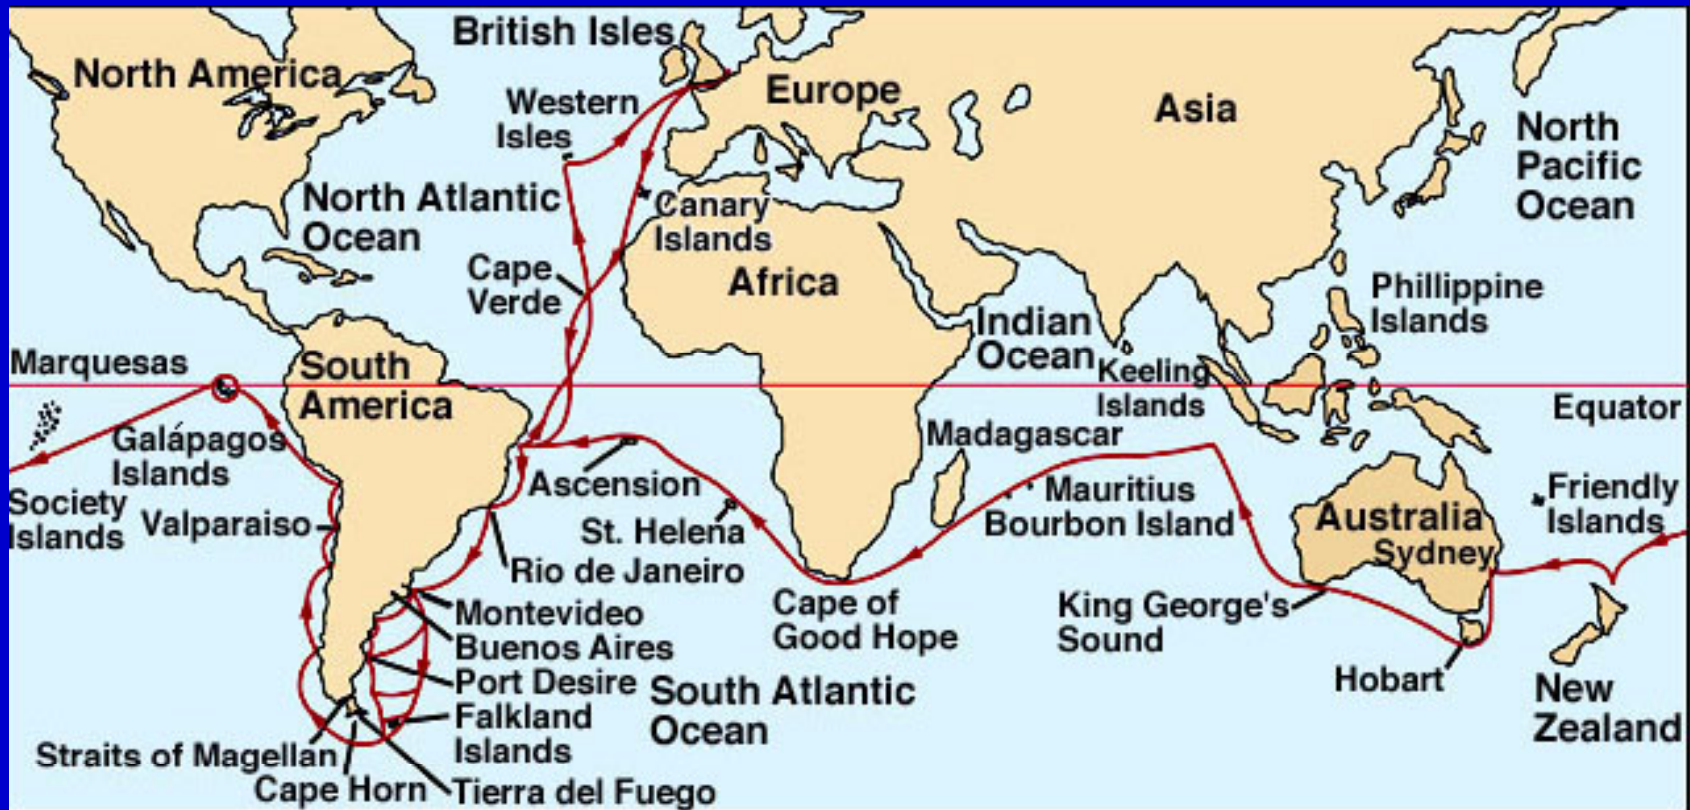 British Isles
North America
Western
Isles
Europe
Asia
North
Pacific
Ocean
North Atlantic
Ocean
Canary
Islands
Cape
Verde
Africa
Indian
Ocean
Phillippine
Islands
Marquesas
South
America
Keeling
Islands
Equator
Galápagos
Islands
Madagascar
Society
Islands
Valparaiso
Ascension
St. Helena
Mauritius
Bourbon Island
Australia
Sydney
Friendly
Islands
Rio de Janeiro
Montevideo
Buenos Aires
Port Desire
Falkland
Islands
Cape of
Good Hope
King George's
Sound
Hobart
New
Zealand
South Atlantic
Ocean
Straits of Magellan
Cape Horn
Tierra del Fuego